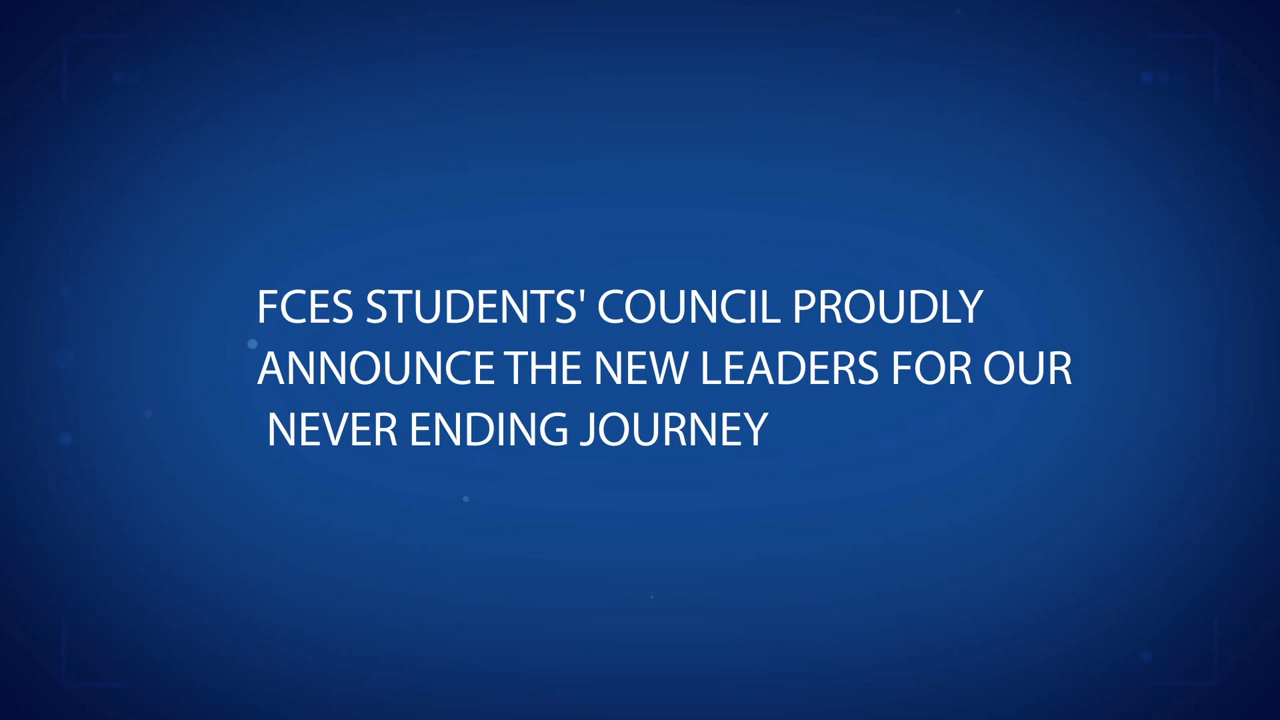 FCES STUDENTS' COUNCIL PROUDLY
ANNOUNCE THE NEW LEADERS FOR OUR
NEVER ENDING JOURNEY